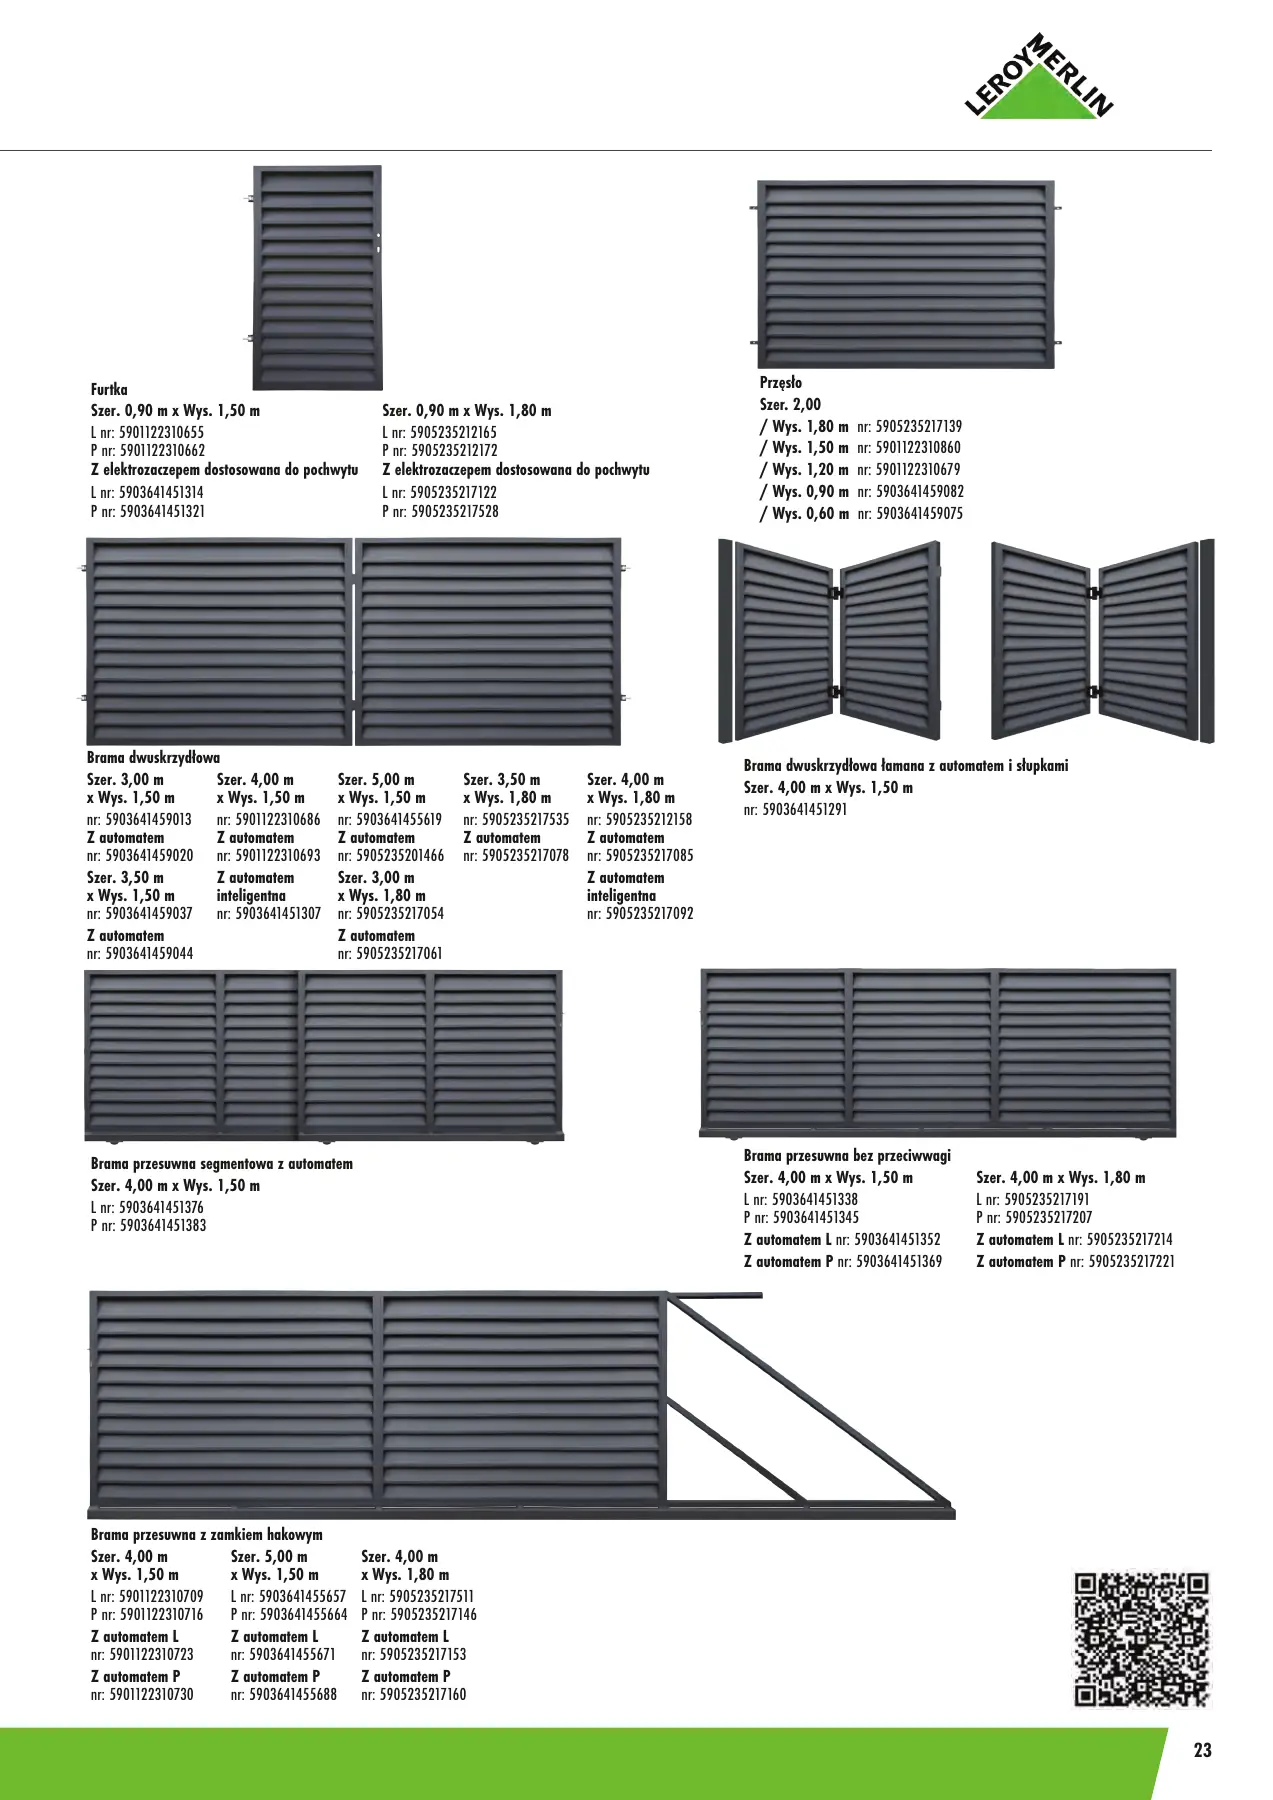 LEROY MERLIN
Furtka
Szer. 0,90 m x Wys. 1,50 m
L nr: 5901122310655
P nr: 5901122310662
Z elektrozaczepem dostosowana do pochwytu
L nr: 5903641451314
P nr: 5903641451321
Szer. 0,90 m x Wys. 1,80 m
L nr: 5905235212165
P nr: 5905235212172
Z elektrozaczepem dostosowana do pochwytu
L nr: 5905235217122
P nr: 5905235217528
Przęsło
Szer. 2,00
/ Wys. 1,80 m nr: 5905235217139
/ Wys. 1,50 m nr: 5901122310860
/ Wys. 1,20 m nr: 5901122310679
/ Wys. 0,90 m nr: 5903641459082
/ Wys. 0,60 m nr: 5903641459075
Brama dwuskrzydłowa
Szer. 3,00 m
x Wys. 1,50 m
nr: 5903641459013
Z automatem
nr: 5903641459020
Szer. 3,50 m
x Wys. 1,50 m
nr: 5903641459037
Z automatem
nr: 5903641459044
Szer. 4,00 m
x Wys. 1,50 m
nr: 5901122310686
Z automatem
nr: 5901122310693
Z automatem
inteligentna
nr: 5903641451307
Szer. 5,00 m
x Wys. 1,50 m
nr: 5903641455619
Z automatem
nr: 5905235201466
Szer. 3,00 m
x Wys. 1,80 m
nr: 5905235217054
Z automatem
nr: 5905235217061
Szer. 3,50 m
x Wys. 1,80 m
nr: 5905235217535
Z automatem
nr: 5905235217078
Szer. 4,00 m
x Wys. 1,80 m
nr: 5905235212158
Z automatem
nr: 5905235217085
Z automatem
inteligentna
nr: 5905235217092
Brama dwuskrzydłowa łamana z automatem i słupkami
Szer. 4,00 m x Wys. 1,50 m
nr: 5903641451291
Brama przesuwna segmentowa z automatem
Szer. 4,00 m x Wys. 1,50 m
L nr: 5903641451376
P nr: 5903641451383
Brama przesuwna bez przeciwwagi
Szer. 4,00 m x Wys. 1,50 m
L nr: 5903641451338
P nr: 5903641451345
Z automatem L nr: 5903641451352
Z automatem P nr: 5903641451369
Szer. 4,00 m x Wys. 1,80 m
L nr: 5905235217191
P nr: 5905235217207
Z automatem L nr: 5905235217214
Z automatem P nr: 5905235217221
Brama przesuwna z zamkiem hakowym
Szer. 4,00 m
x Wys. 1,50 m
L nr: 5901122310709
P nr: 5901122310716
Z automatem L
nr: 5901122310723
Z automatem P
nr: 5901122310730
Szer. 5,00 m
x Wys. 1,50 m
L nr: 5903641455657
P nr: 5903641455664
Z automatem L
nr: 5903641455671
Z automatem P
nr: 5903641455688
Szer. 4,00 m
x Wys. 1,80 m
L nr: 5905235217511
P nr: 5905235217146
Z automatem L
nr: 5905235217153
Z automatem P
nr: 5905235217160
23